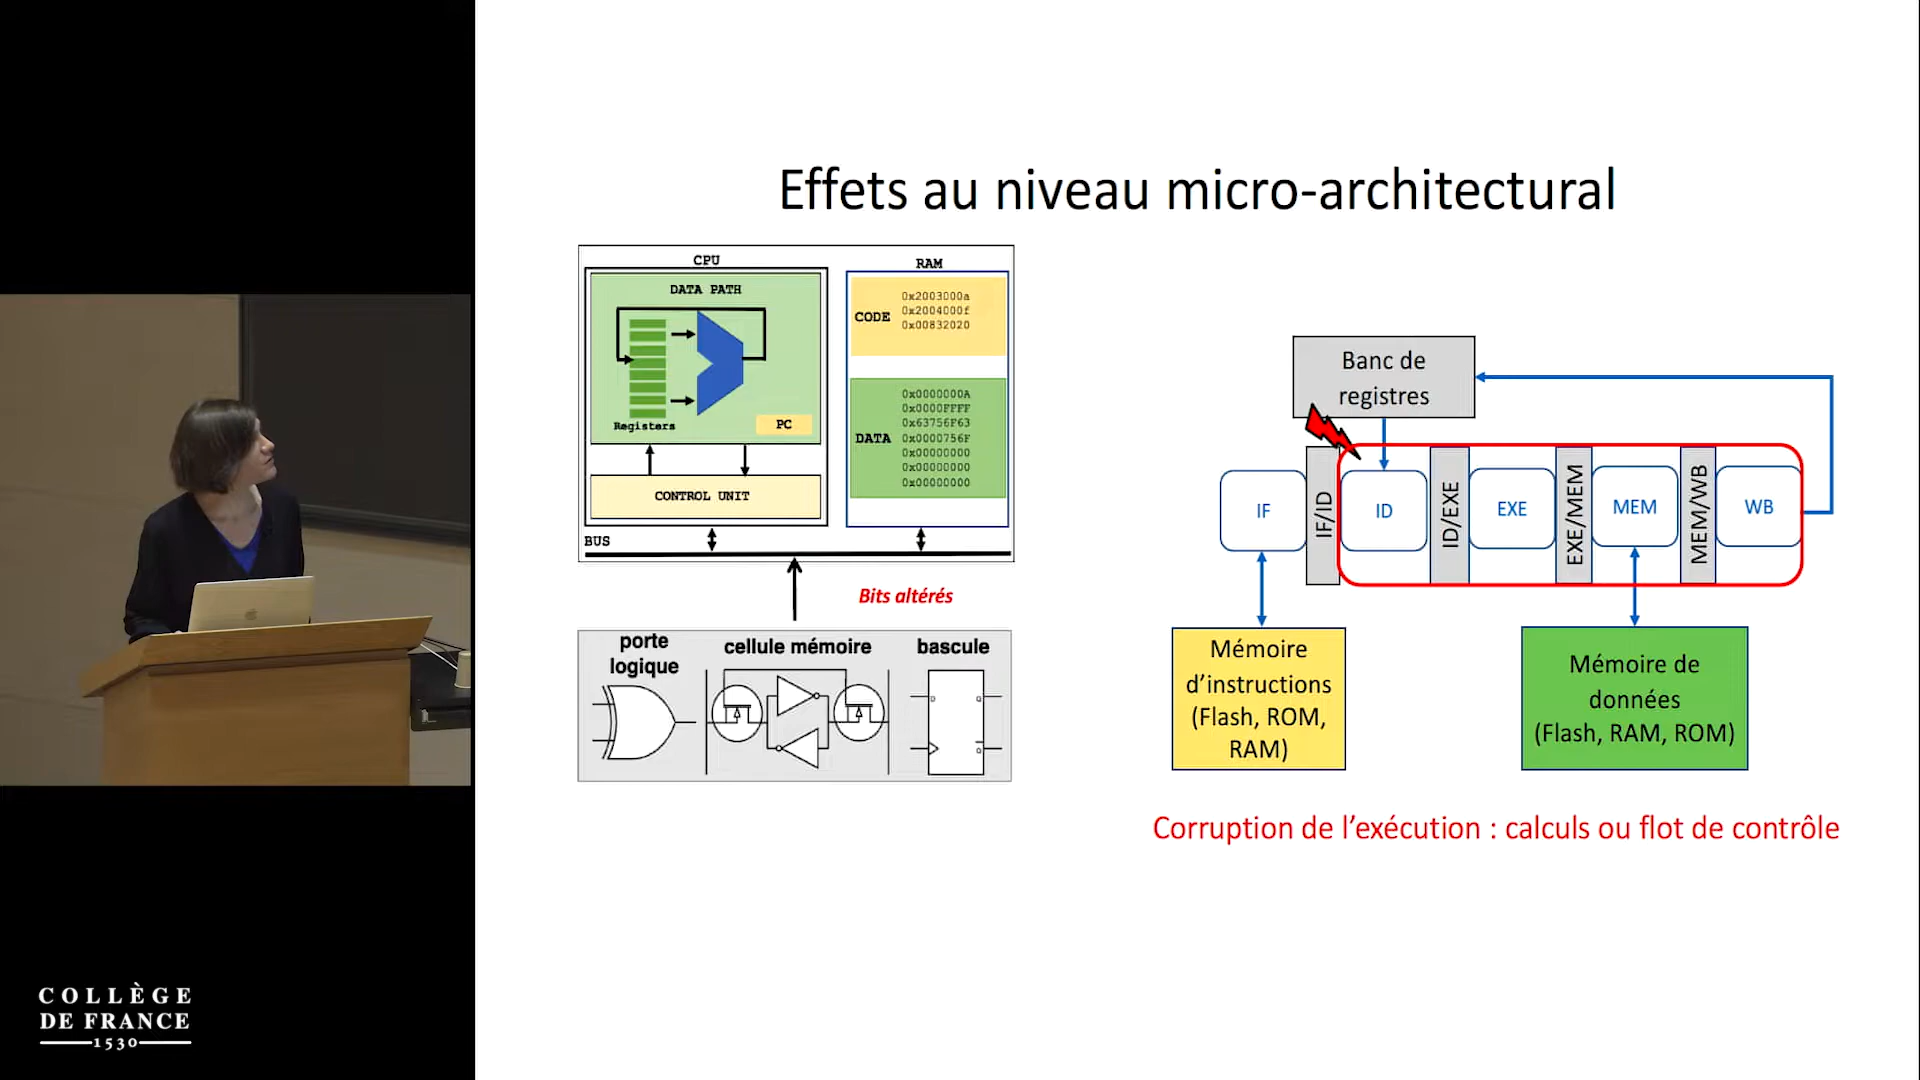 Effets au niveau micro-architectural
CPU
DATA PATH
Registers
PC
CONTROL UNIT
BUS
RAM
CODE
0x2003000a
0x2004000f
0x00832020
DATA
0x0000000A
0x0000FFFF
0x63756F63
0x0000756F
0x00000000
0x00000000
0x00000000
Bits altérés
porte
logique
cellule mémoire
bascule
Banc de
registres
IF
IF/ID
ID
ID/EXE
EXE
EXE/MEM
MEM
MEM/WB
WB
Mémoire
d’instructions
(Flash, ROM,
RAM)
Mémoire de
données
(Flash, RAM, ROM)
Corruption de l’exécution : calculs ou flot de contrôle
COLLÈGE
DE FRANCE
1530